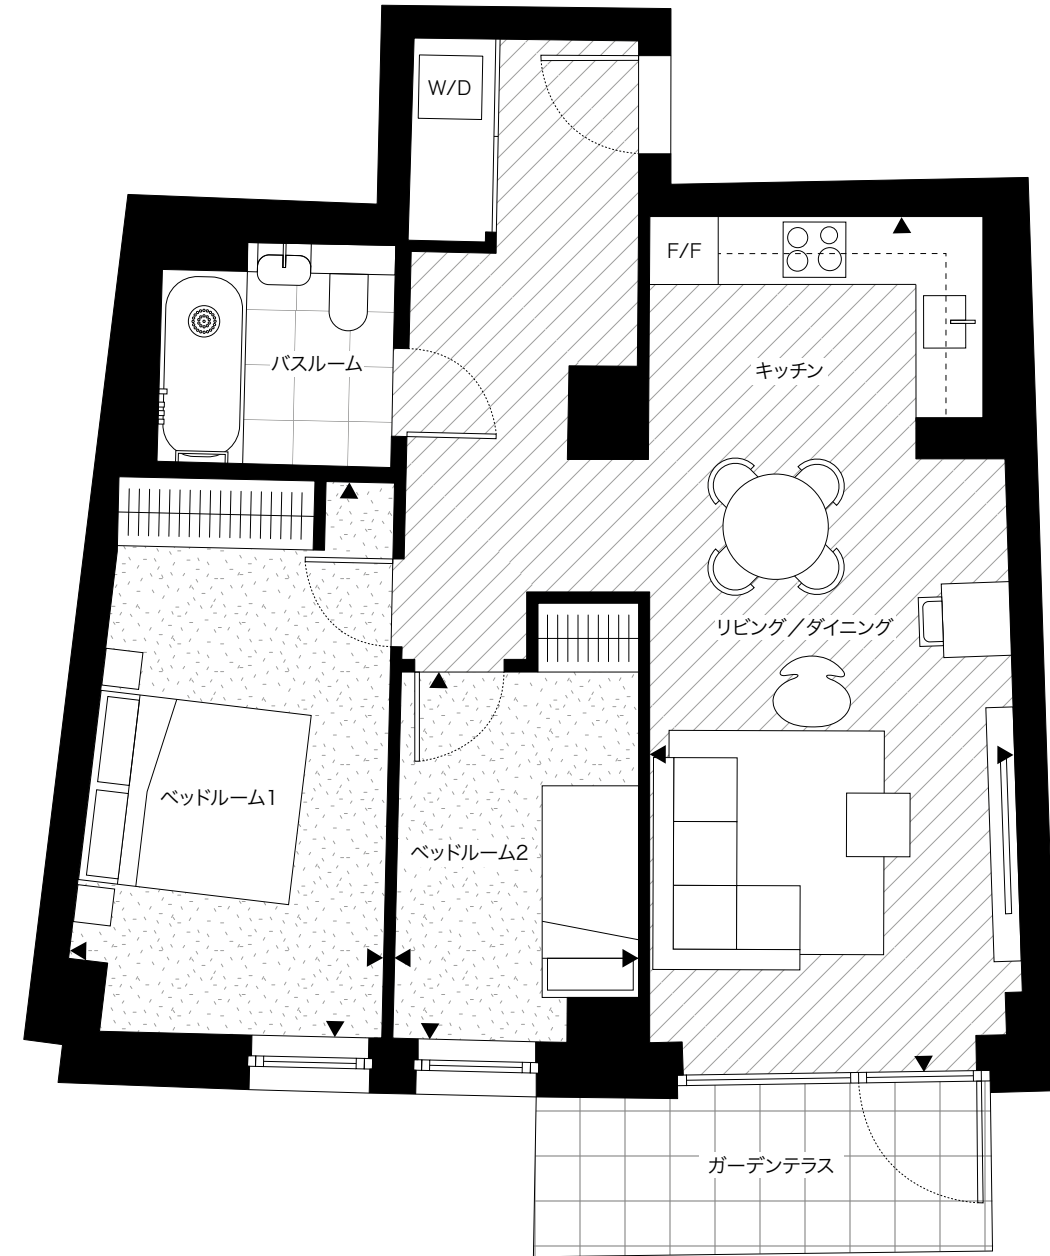 W/D
F/F
バスルーム
キッチン
リビング／ダイニング
ベッドルーム1
ベッドルーム2
ガーデンテラス